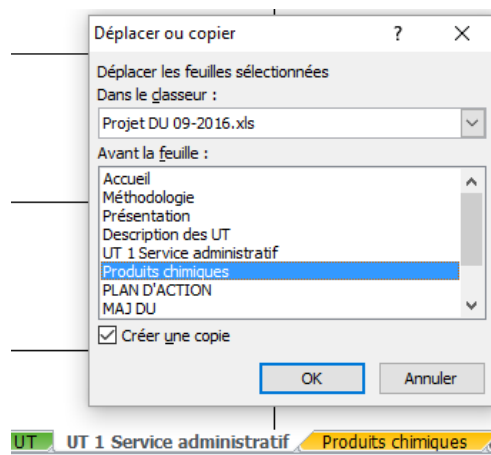 Déplacer ou copier ? ×
Déplacer les feuilles sélectionnées
Dans le classeur :
Projet DU 09-2016.xls
Avant la feuille :
Accueil
Méthodologie
Présentation
Description des UT
UT 1 Service administratif
Produits chimiques
PLAN D'ACTION
MAJ DU
Créer une copie
OK Annuler
UT UT 1 Service administratif Produits chimiques